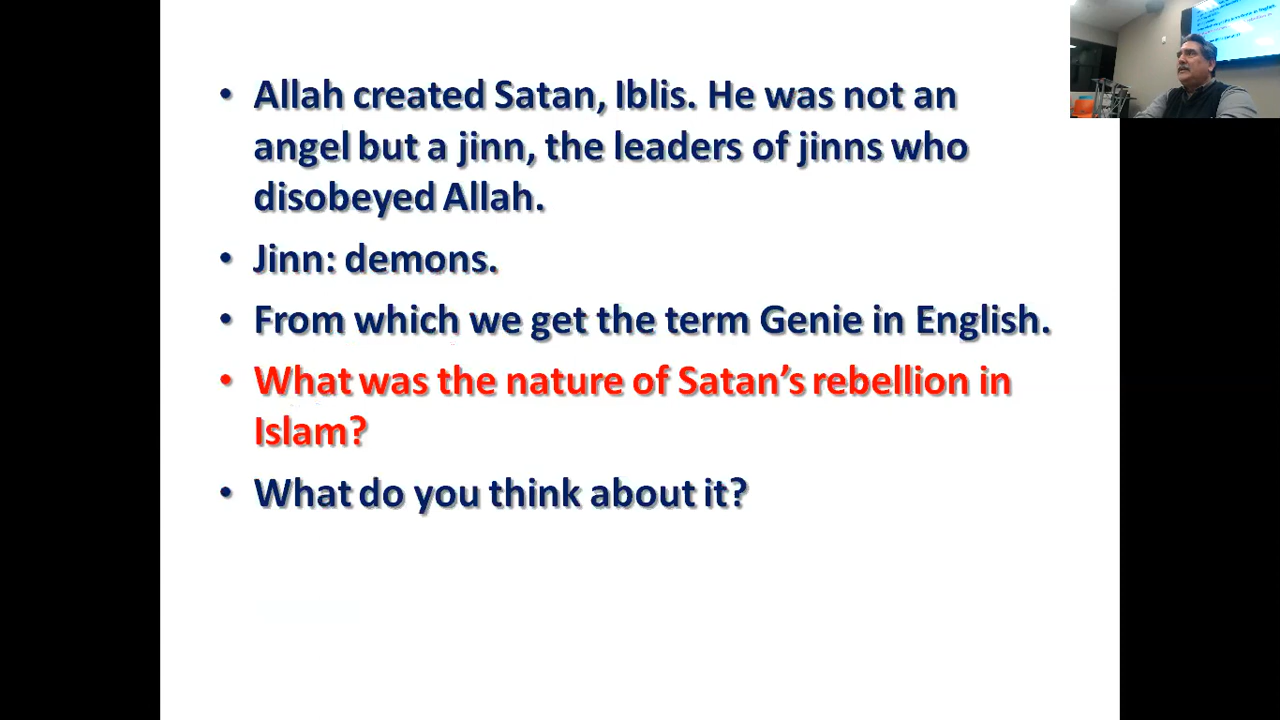 • Allah created Satan, Iblis. He was not an
angel but a jinn, the leaders of jinns who
disobeyed Allah.
• Jinn: demons.
• From which we get the term Genie in English.
• What was the nature of Satan’s rebellion in
Islam?
• What do you think about it?